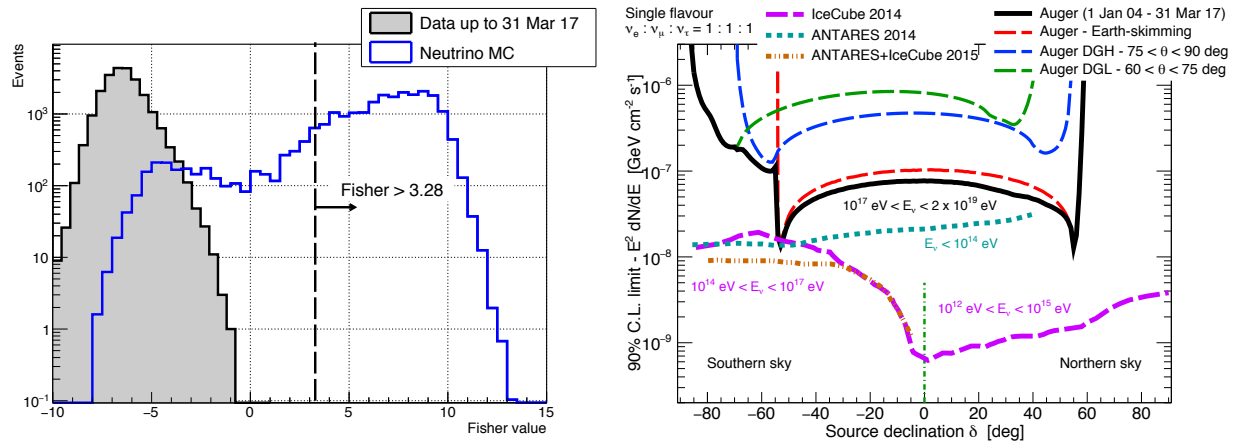 Data up to 31 Mar 17
Neutrino MC
Events
10³
10²
10
1
10⁻¹
Fisher > 3.28
−10 −5 0 5 10 15
Fisher value
Single flavour
νe : νμ : ντ = 1 : 1 : 1
IceCube 2014
ANTARES 2014
ANTARES+IceCube 2015
Auger (1 Jan 04 - 31 Mar 17)
Auger - Earth-skimming
Auger DGH - 75 < θ < 90 deg
Auger DGL - 60 < θ < 75 deg
90% C.L. limit - E² dN/dE [GeV cm⁻² s⁻¹]
10⁻⁶
10⁻⁷
10⁻⁸
10⁻⁹
10¹⁷ eV < Eν < 2 x 10¹⁹ eV
Eν < 10¹⁴ eV
10¹⁴ eV < Eν < 10¹⁷ eV
10¹² eV < Eν < 10¹⁵ eV
Southern sky
Northern sky
−80 −60 −40 −20 0 20 40 60 80
Source declination δ [deg]